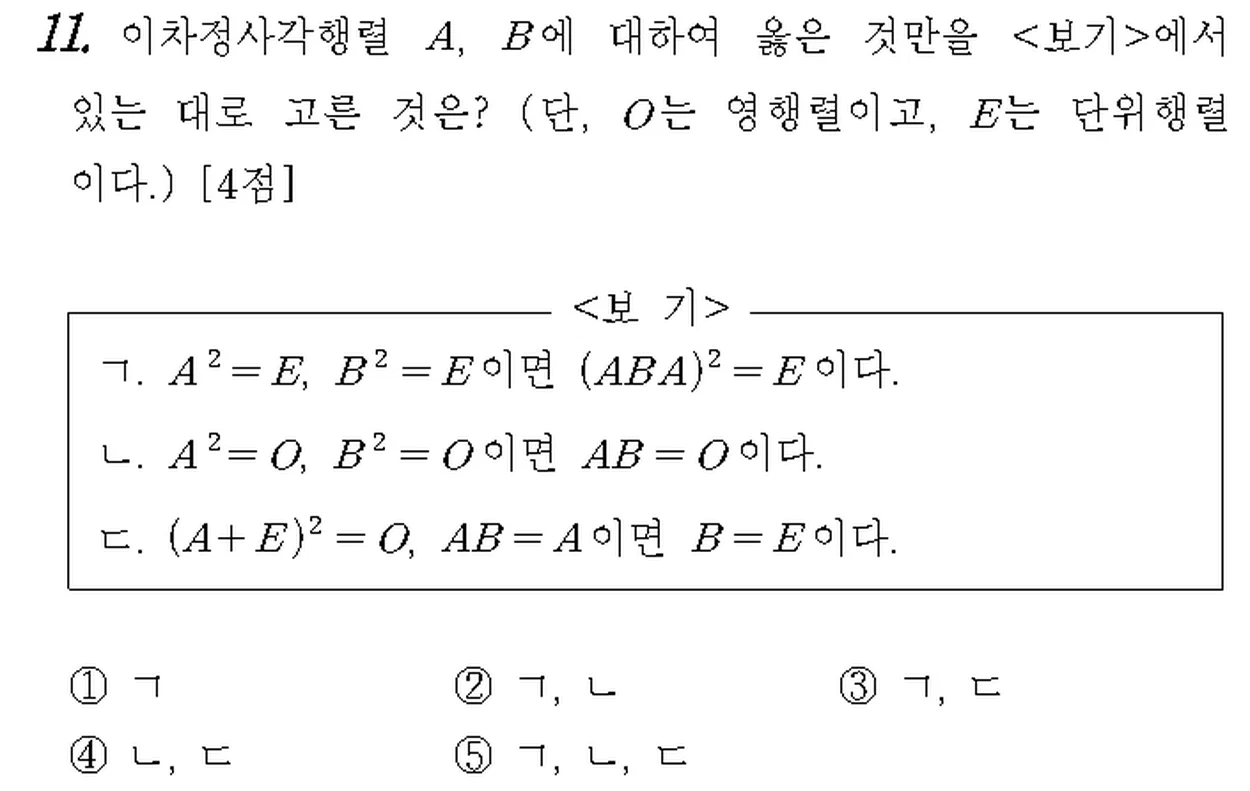 11. 이차정사각행렬 A, B에 대하여 옳은 것만을 <보기>에서
있는 대로 고른 것은? (단, O는 영행렬이고, E는 단위행렬
이다.) [4점]
<보 기>
ㄱ. A² = E, B² = E이면 (ABA)² = E이다.
ㄴ. A² = O, B² = O이면 AB = O이다.
ㄷ. (A+E)² = O, AB = A이면 B = E이다.
① ㄱ ② ㄱ, ㄴ ③ ㄱ, ㄷ
④ ㄴ, ㄷ ⑤ ㄱ, ㄴ, ㄷ